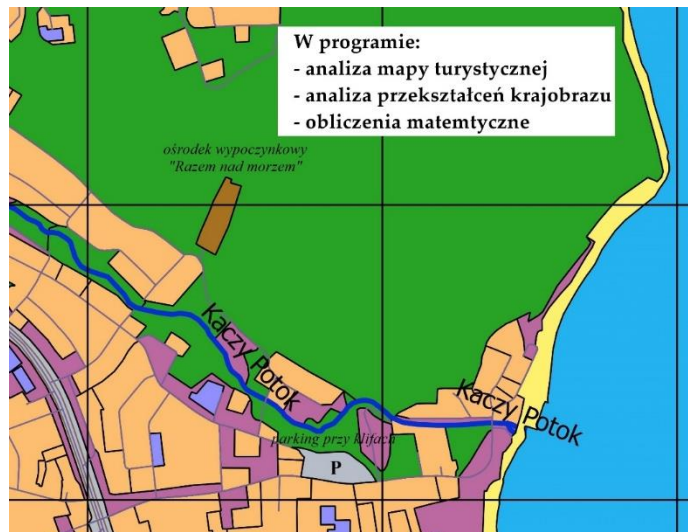 W programie:
- analiza mapy turystycznej
- analiza przekształceń krajobrazu
- obliczenia matemtyczne
ośrodek wypoczynkowy
"Razem nad morzem"
Kaczy Potok
Kaczy Potok
parking przy klifach
P